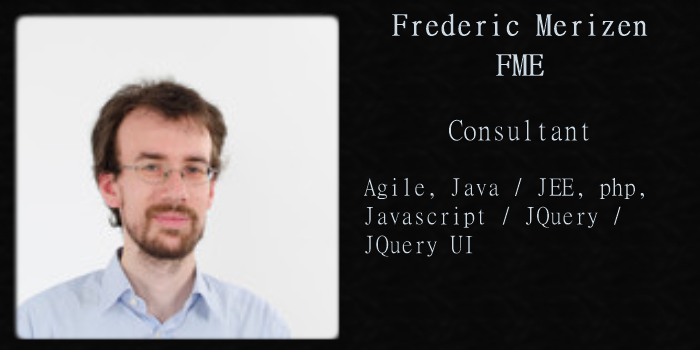 Frederic Merizen
FME
Consultant
Agile, Java / JEE, php,
Javascript / JQuery /
JQuery UI